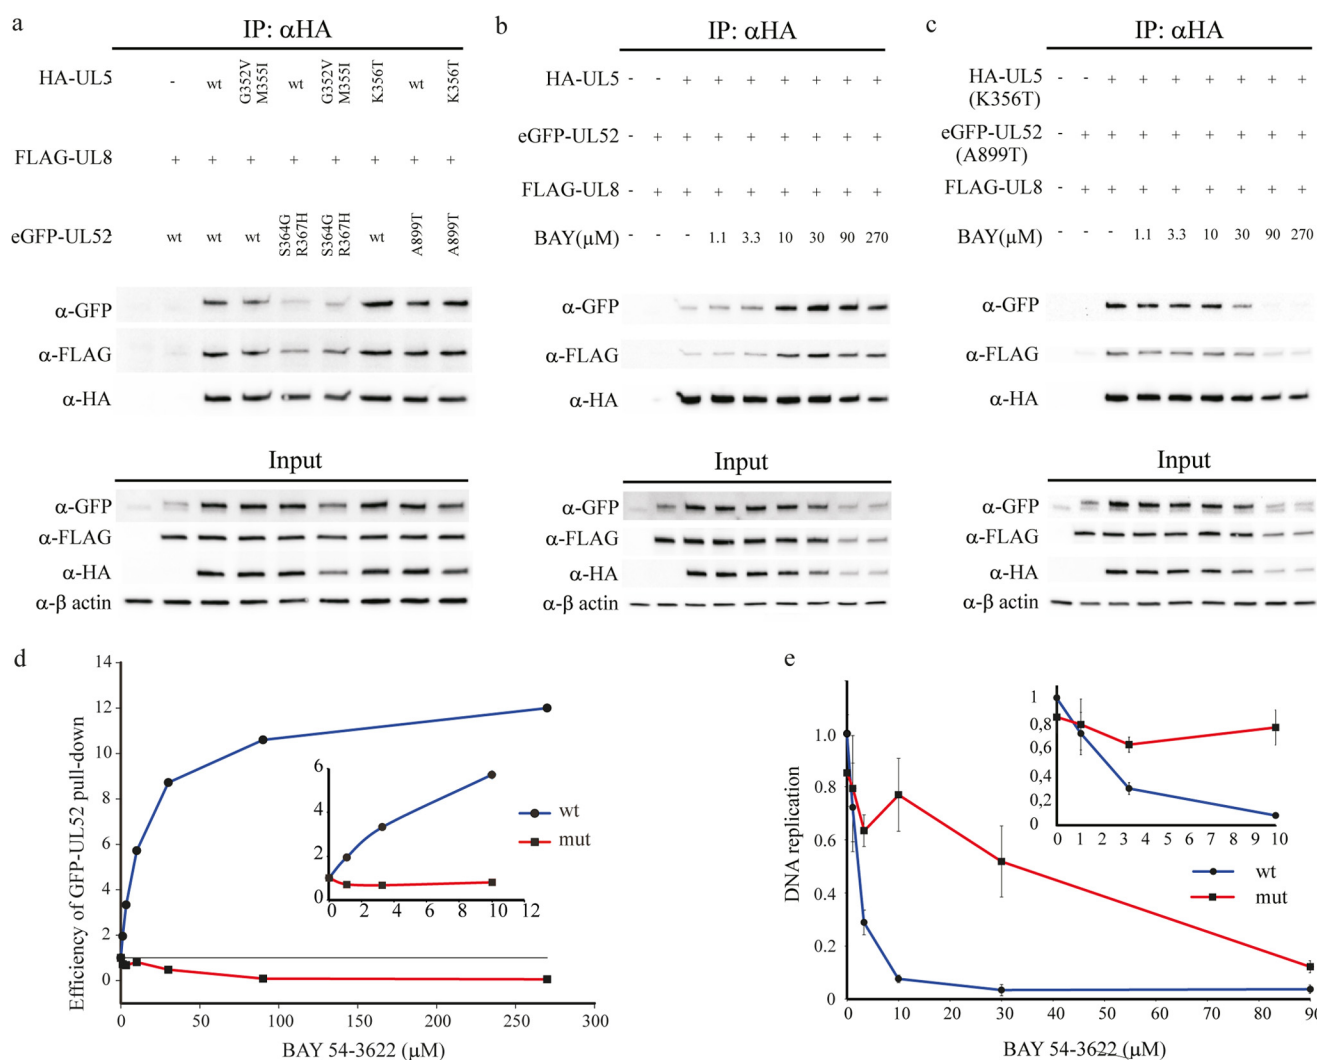 a
IP: αHA
HA-UL5 - wt G352V M355I wt G352V M355I K356T wt K356T
FLAG-UL8 + + + + + + + +
eGFP-UL52 wt wt wt S364G R367H S364G R367H wt A899T A899T
α-GFP
α-FLAG
α-HA
Input
α-GFP
α-FLAG
α-HA
α-β actin
b
IP: αHA
HA-UL5 - - + + + + + + +
eGFP-UL52 - + + + + + + + +
FLAG-UL8 - + + + + + + + +
BAY(μM) - - - 1.1 3.3 10 30 90 270
α-GFP
α-FLAG
α-HA
Input
α-GFP
α-FLAG
α-HA
α-β actin
c
IP: αHA
HA-UL5 - - + + + + + + +
(K356T)
eGFP-UL52 - + + + + + + + +
(A899T)
FLAG-UL8 - + + + + + + + +
BAY(μM) - - - 1.1 3.3 10 30 90 270
α-GFP
α-FLAG
α-HA
Input
α-GFP
α-FLAG
α-HA
α-β actin
d
Efficiency of GFP-UL52 pull-down
14
12
10
8
6
4
2
0
0 50 100 150 200 250 300
BAY 54-3622 (μM)
6
4
2
0
0 2 4 6 8 10 12
wt
mut
e
DNA replication
1.0
0.8
0.6
0.4
0.2
0
0 10 20 30 40 50 60 70 80 90
BAY 54-3622 (μM)
1
0,8
0,6
0,4
0,2
0
0 1 2 3 4 5 6 7 8 9 10
wt
mut